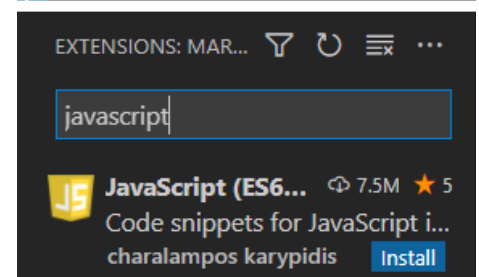 EXTENSIONS: MAR...
javascript
JS
JavaScript (ES6... 7.5M 5
Code snippets for JavaScript i...
charalampos karypidis Install